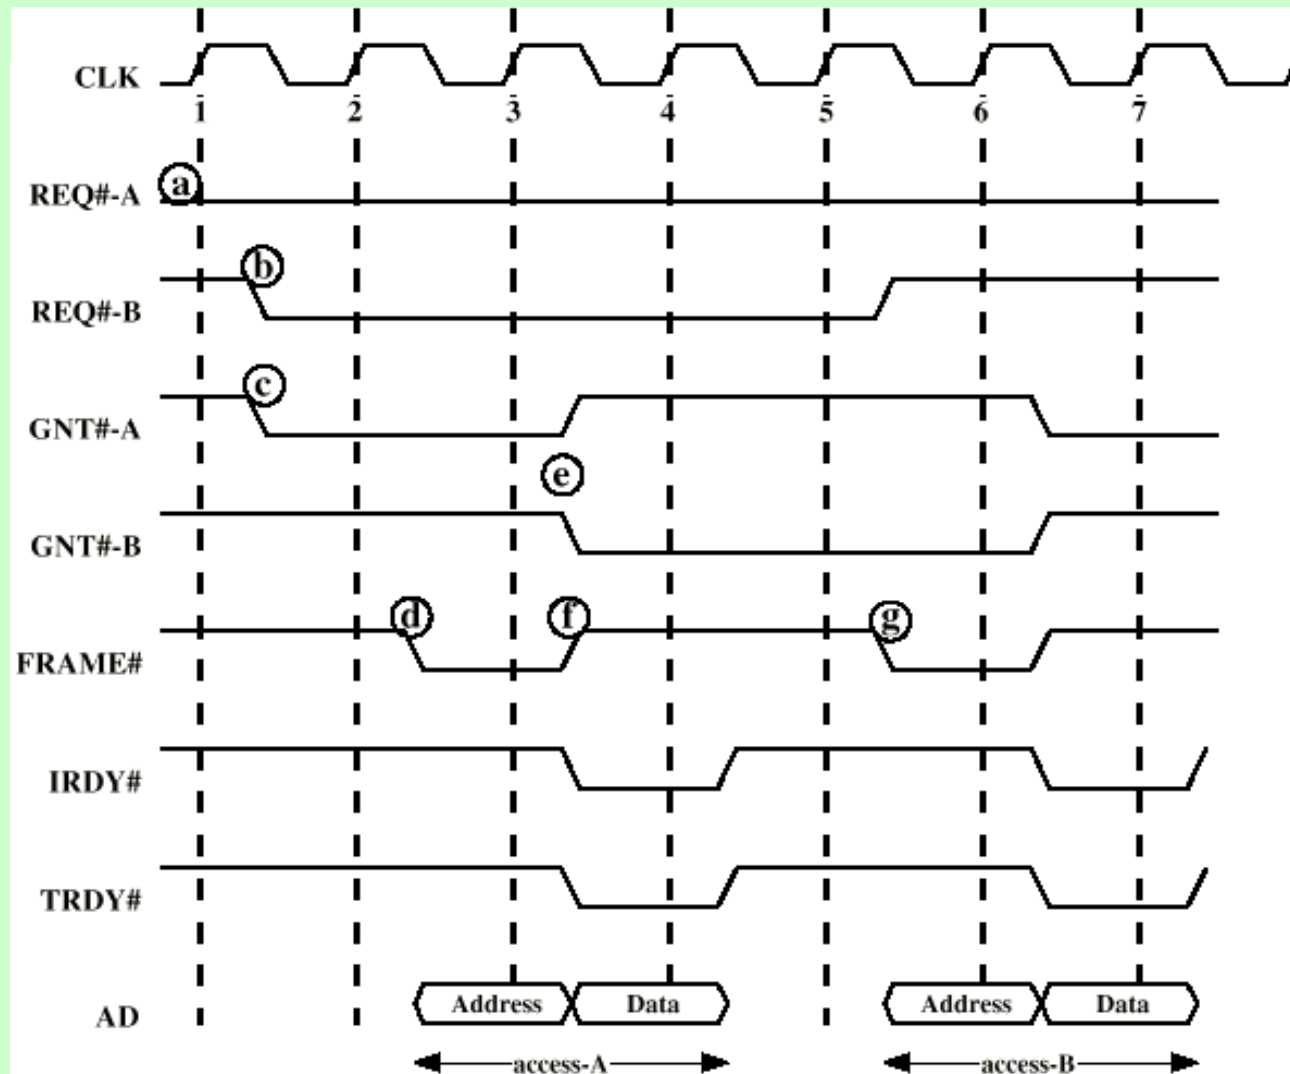 CLK
1 2 3 4 5 6 7
a
REQ#-A
b
REQ#-B
c
GNT#-A
e
GNT#-B
d f g
FRAME#
IRDY#
TRDY#
AD Address Data Address Data
access-A access-B